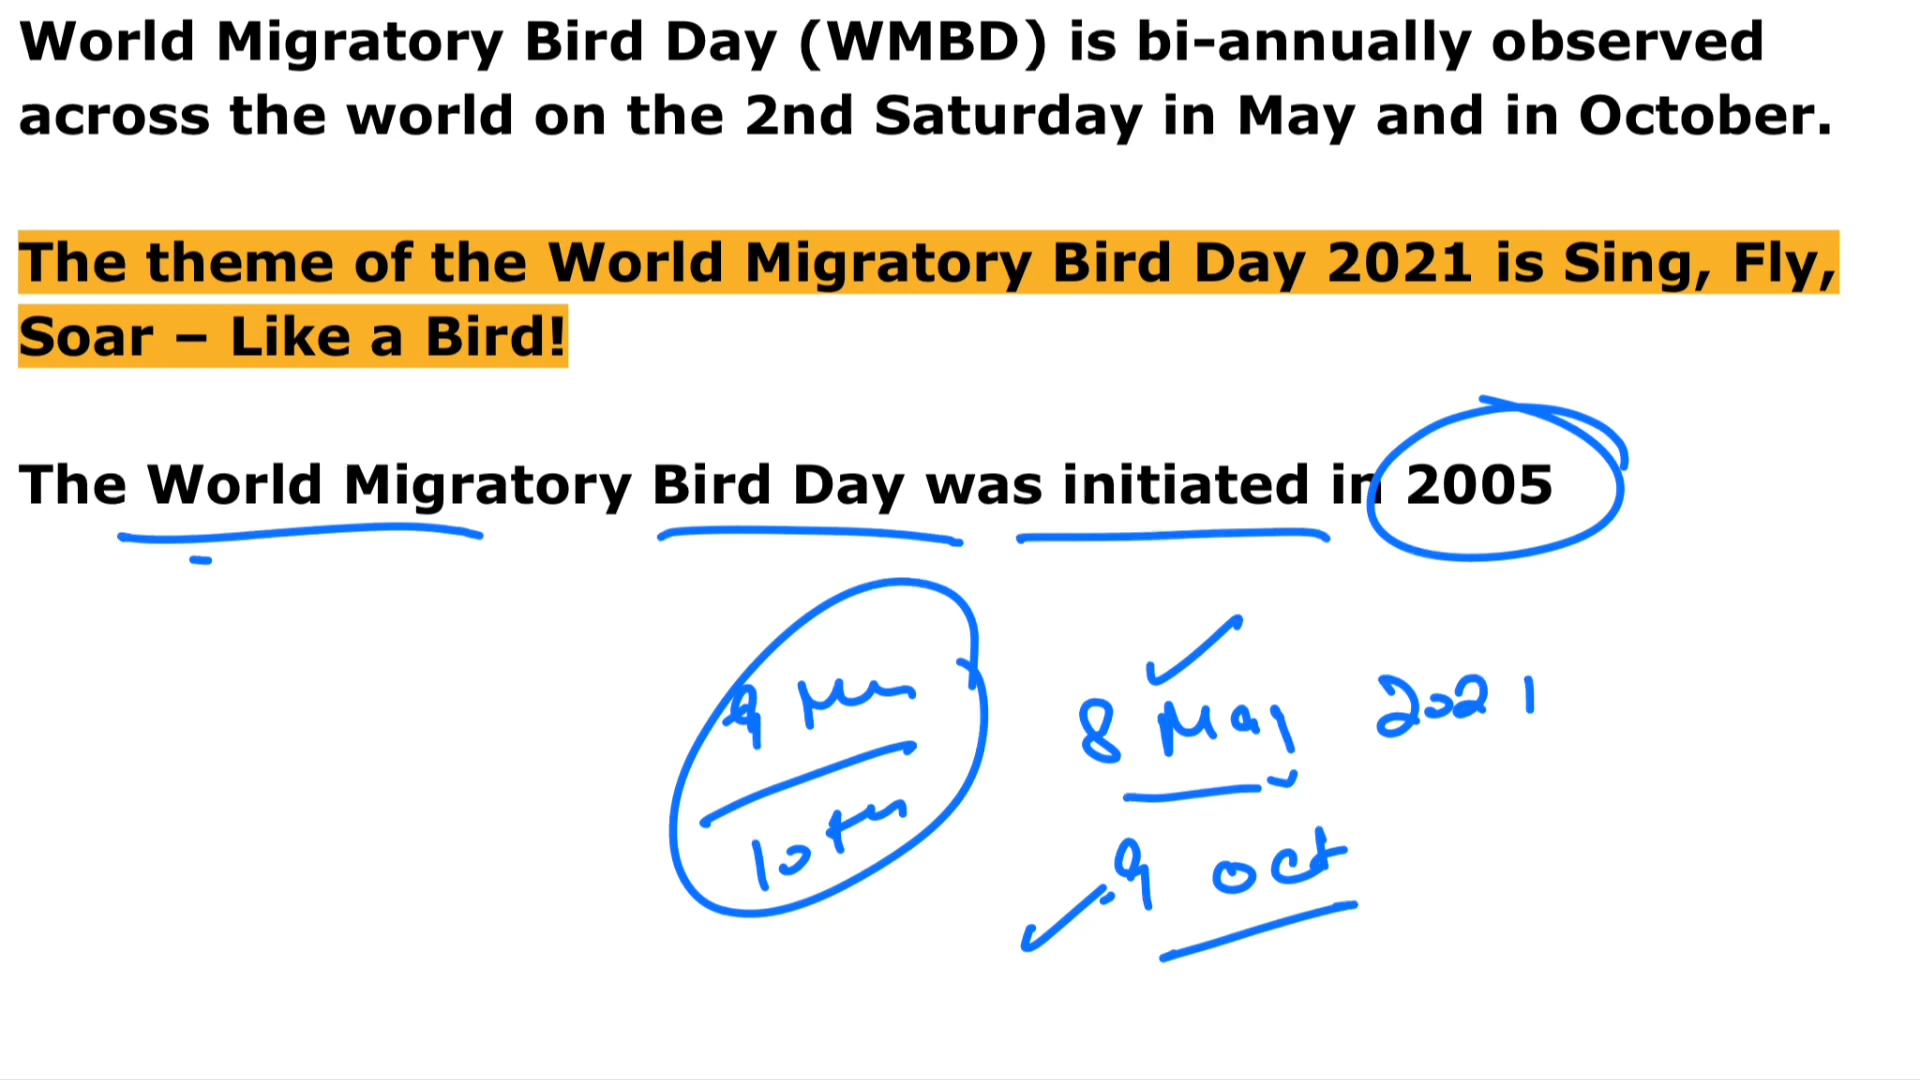 World Migratory Bird Day (WMBD) is bi-annually observed
across the world on the 2nd Saturday in May and in October.
The theme of the World Migratory Bird Day 2021 is Sing, Fly,
Soar – Like a Bird!
The World Migratory Bird Day was initiated in 2005
8 May 2021
9 oct